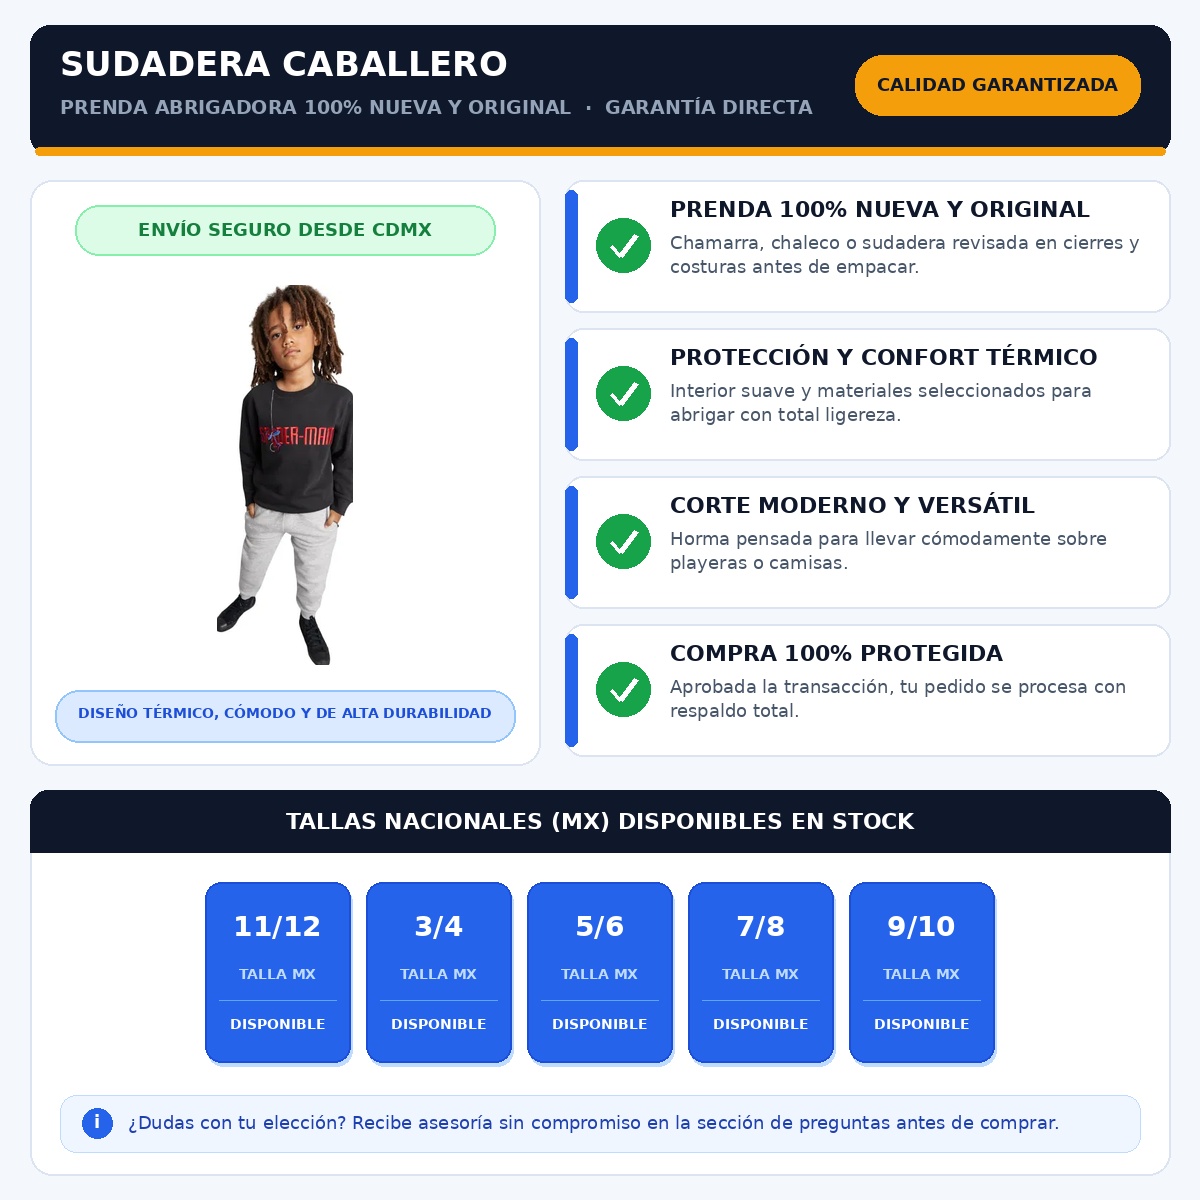 SUDADERA CABALLERO
PRENDA ABRIGADORA 100% NUEVA Y ORIGINAL · GARANTÍA DIRECTA
CALIDAD GARANTIZADA
ENVÍO SEGURO DESDE CDMX
DISEÑO TÉRMICO, CÓMODO Y DE ALTA DURABILIDAD
PRENDA 100% NUEVA Y ORIGINAL
Chamarra, chaleco o sudadera revisada en cierres y
costuras antes de empacar.
PROTECCIÓN Y CONFORT TÉRMICO
Interior suave y materiales seleccionados para
abrigar con total ligereza.
CORTE MODERNO Y VERSÁTIL
Horma pensada para llevar cómodamente sobre
playeras o camisas.
COMPRA 100% PROTEGIDA
Aprobada la transacción, tu pedido se procesa con
respaldo total.
TALLAS NACIONALES (MX) DISPONIBLES EN STOCK
11/12
TALLA MX
DISPONIBLE
3/4
TALLA MX
DISPONIBLE
5/6
TALLA MX
DISPONIBLE
7/8
TALLA MX
DISPONIBLE
9/10
TALLA MX
DISPONIBLE
i
¿Dudas con tu elección? Recibe asesoría sin compromiso en la sección de preguntas antes de comprar.